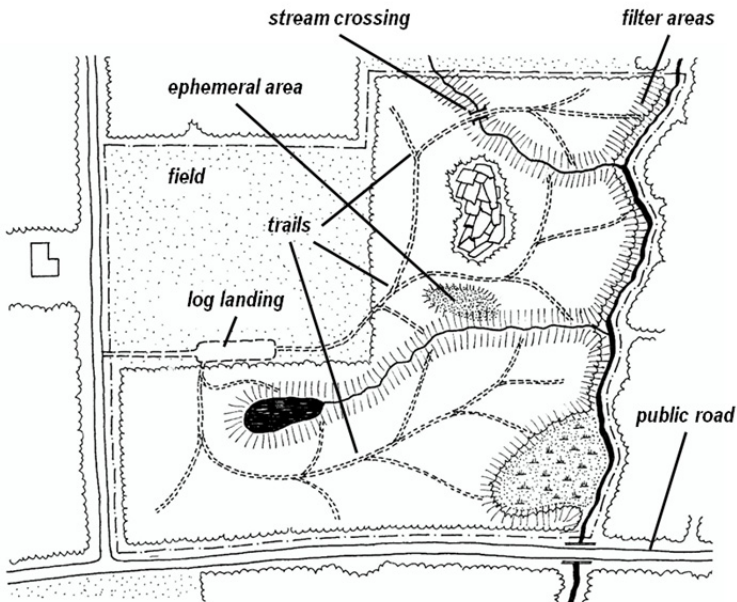 stream crossing
filter areas
ephemeral area
field
trails
log landing
public road